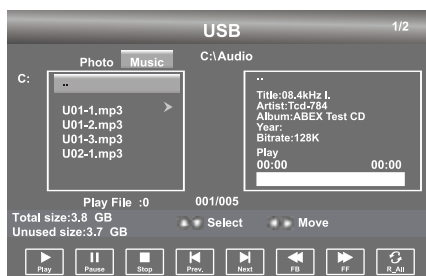 USB 1/2
Photo Music C:\Audio
C:
..
U01-1.mp3
U01-2.mp3
U01-3.mp3
U02-1.mp3
..
Title:08.4kHz l.
Artist:Tcd-784
Album:ABEX Test CD
Year:
Bitrate:128K
Play
00:00 00:00
Play File :0 001/005
Total size:3.8 GB
Unused size:3.7 GB
Select Move
Play Pause Stop Prev. Next FB FF R_All